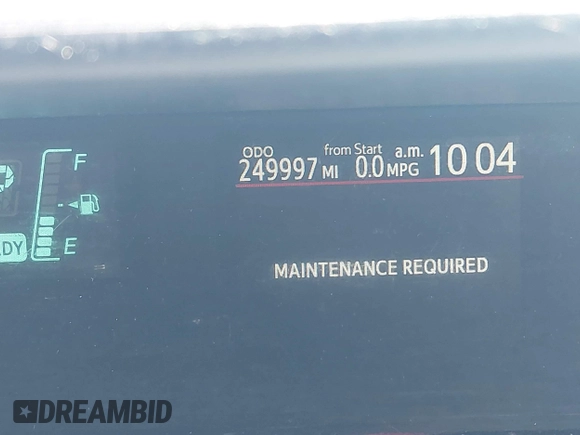 ODO from Start a.m.
249997 MI 0.0 MPG 10 04
F
E
DY
MAINTENANCE REQUIRED
DREAMBID